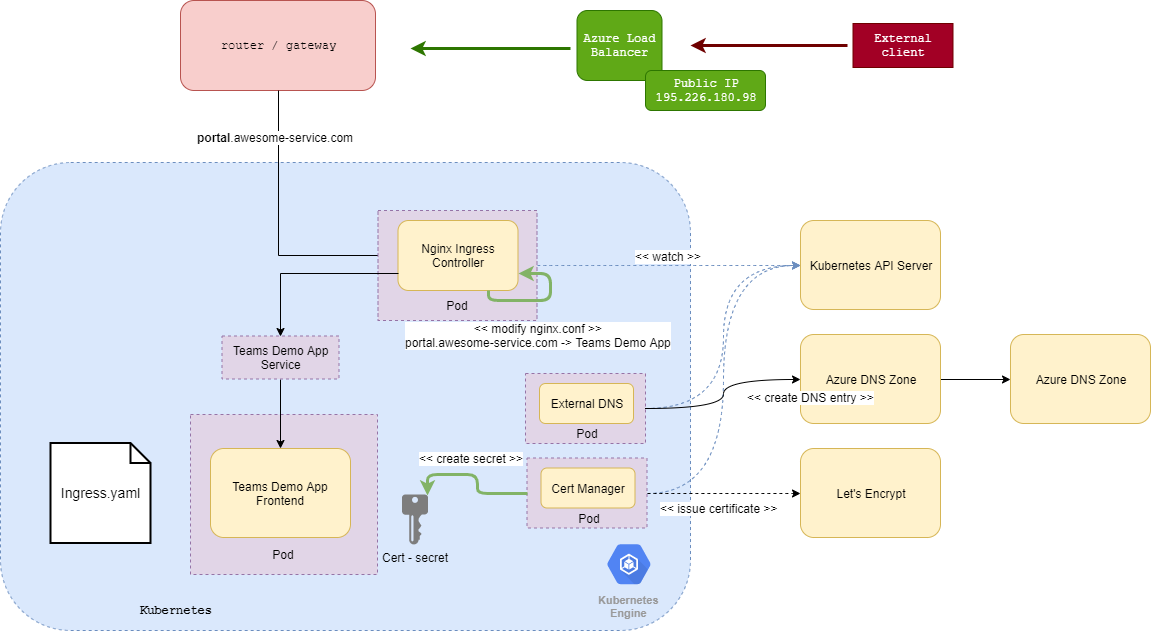 router / gateway
Azure Load
Balancer
External
client
Public IP
195.226.180.98
portal.awesome-service.com
Nginx Ingress
Controller
Pod
<< watch >>
Kubernetes API Server
<< modify nginx.conf >>
portal.awesome-service.com -> Teams Demo App
Teams Demo App
Service
External DNS
Pod
Azure DNS Zone
Azure DNS Zone
<< create DNS entry >>
<< create secret >>
Ingress.yaml
Teams Demo App
Frontend
Pod
Cert Manager
Pod
Let's Encrypt
<< issue certificate >>
Cert - secret
Kubernetes
Kubernetes
Engine